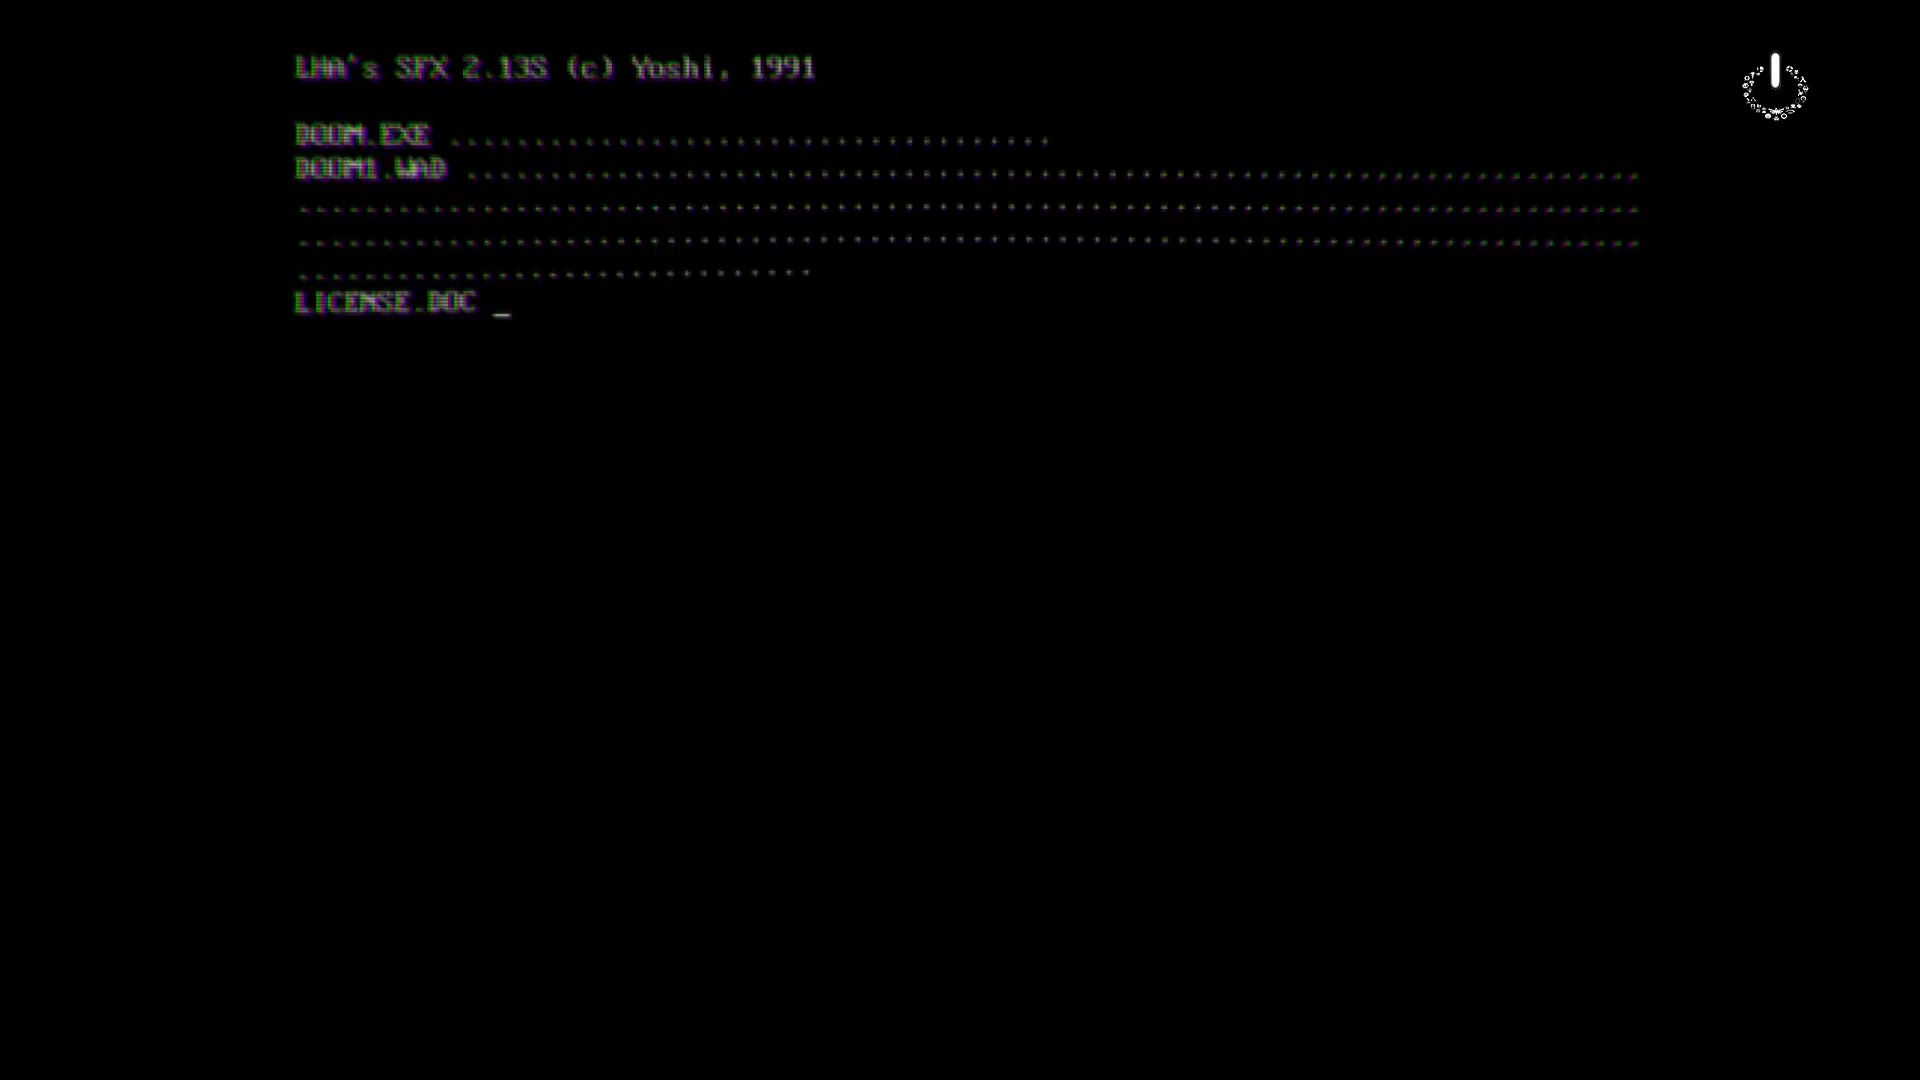 LHA's SFX 2.13S (c) Yoshi, 1991
DOOM.EXE ....................................
DOOM1.WAD .......................................................................
.................................................................................
.................................................................................
...............................
LICENSE.DOC _